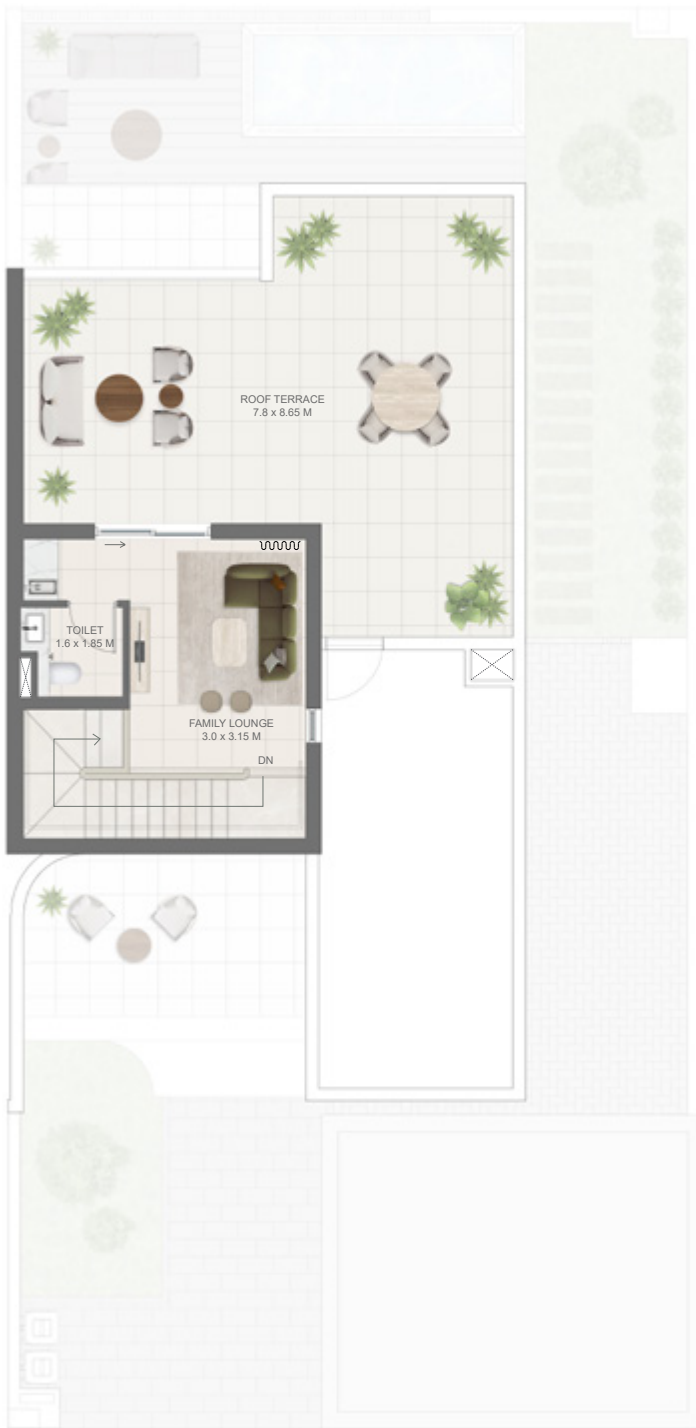 ROOF TERRACE
7.8 x 8.65 M
TOILET
1.6 x 1.85 M
FAMILY LOUNGE
3.0 x 3.15 M
DN